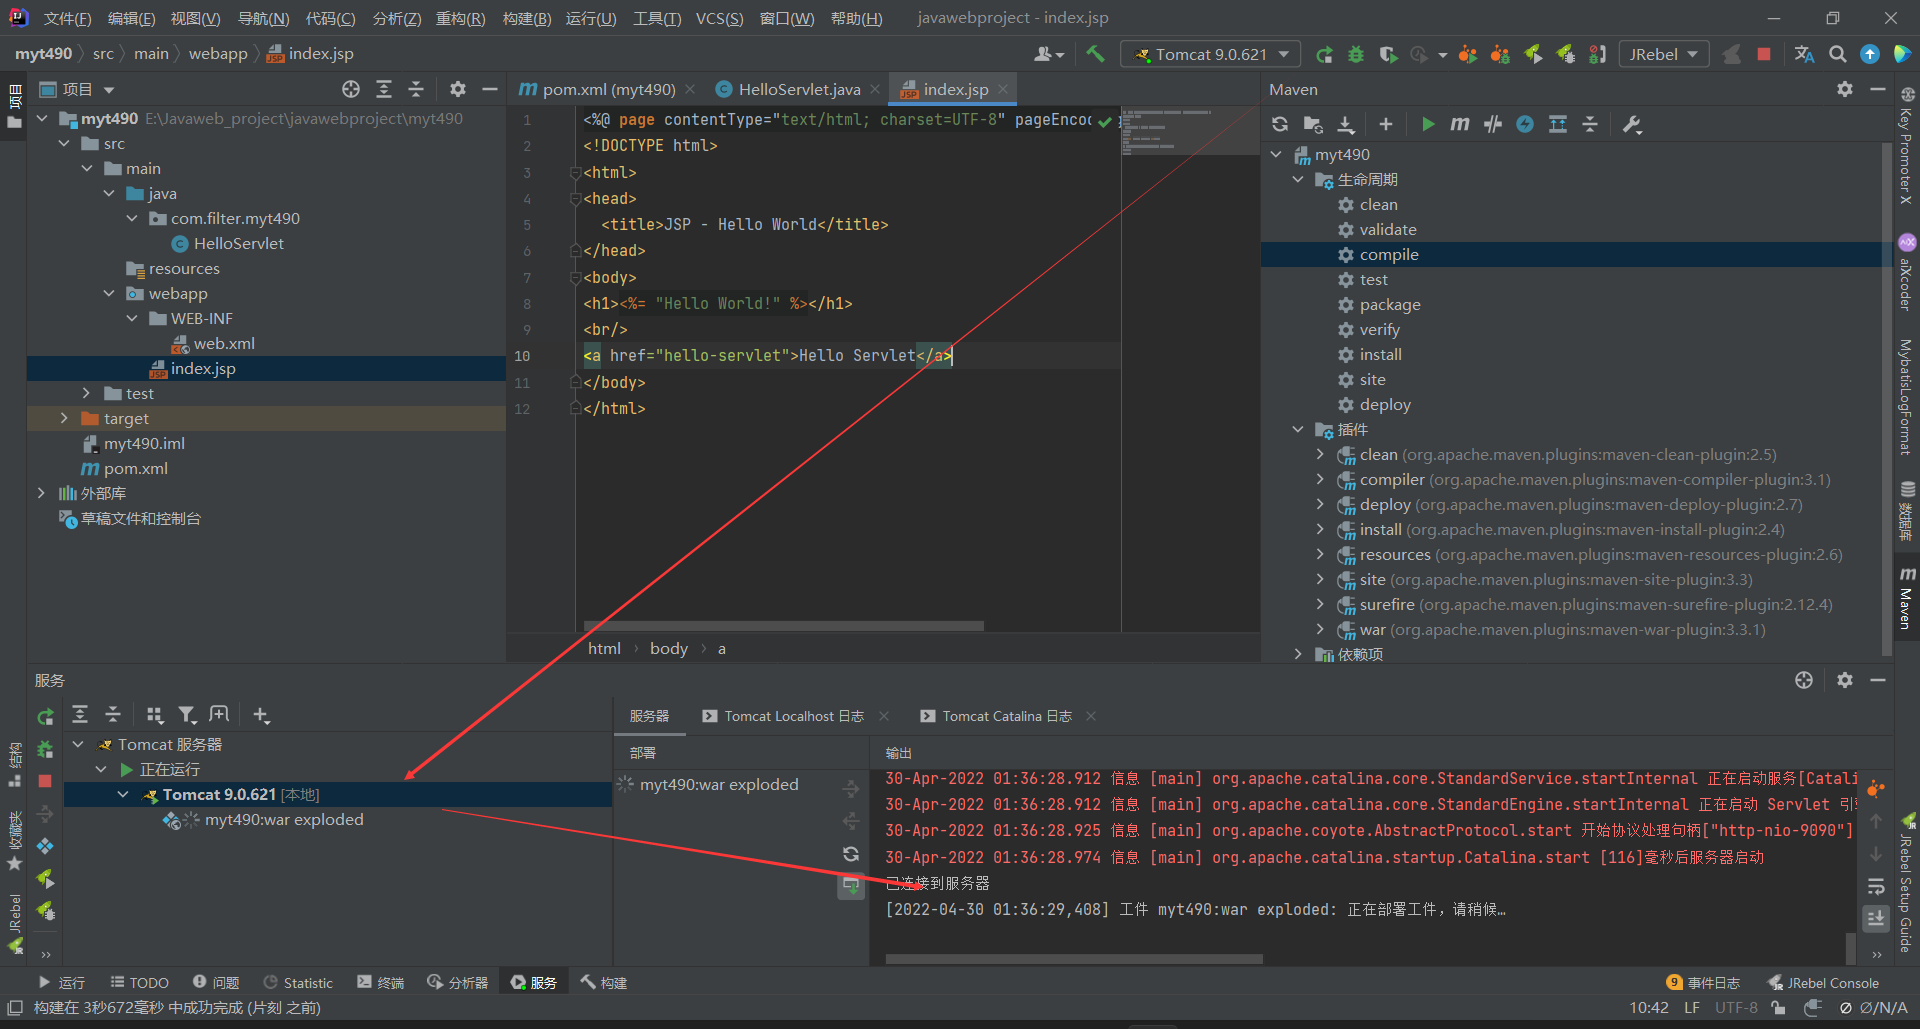 文件(F) 编辑(E) 视图(V) 导航(N) 代码(C) 分析(Z) 重构(R) 构建(B) 运行(U) 工具(T) VCS(S) 窗口(W) 帮助(H) javawebproject - index.jsp
myt490 src main webapp index.jsp
Tomcat 9.0.621
JRebel
项目
项目
pom.xml (myt490)
HelloServlet.java
index.jsp
myt490 E:\Javaweb_project\javawebproject\myt490
src
main
java
com.filter.myt490
HelloServlet
resources
webapp
WEB-INF
web.xml
index.jsp
test
target
myt490.iml
pom.xml
外部库
草稿文件和控制台
1 <%@ page contentType="text/html; charset=UTF-8" pageEncod
2 <!DOCTYPE html>
3 <html>
4 <head>
5 <title>JSP - Hello World</title>
6 </head>
7 <body>
8 <h1><%= "Hello World!" %></h1>
9 <br/>
10 <a href="hello-servlet">Hello Servlet</a>
11 </body>
12 </html>
html body a
Maven
myt490
生命周期
clean
validate
compile
test
package
verify
install
site
deploy
插件
clean (org.apache.maven.plugins:maven-clean-plugin:2.5)
compiler (org.apache.maven.plugins:maven-compiler-plugin:3.1)
deploy (org.apache.maven.plugins:maven-deploy-plugin:2.7)
install (org.apache.maven.plugins:maven-install-plugin:2.4)
resources (org.apache.maven.plugins:maven-resources-plugin:2.6)
site (org.apache.maven.plugins:maven-site-plugin:3.3)
surefire (org.apache.maven.plugins:maven-surefire-plugin:2.12.4)
war (org.apache.maven.plugins:maven-war-plugin:3.3.1)
依赖项
Key Promoter X
aiXcoder
MybatisLogFormat
数据库
Maven
JRebel Setup Guide
结构
收藏夹
JRebel
服务
Tomcat 服务器
正在运行
Tomcat 9.0.621 [本地]
myt490:war exploded
服务器
Tomcat Localhost 日志
Tomcat Catalina 日志
部署
myt490:war exploded
输出
30-Apr-2022 01:36:28.912 信息 [main] org.apache.catalina.core.StandardService.startInternal 正在启动服务[Catali
30-Apr-2022 01:36:28.912 信息 [main] org.apache.catalina.core.StandardEngine.startInternal 正在启动 Servlet 引擎
30-Apr-2022 01:36:28.925 信息 [main] org.apache.coyote.AbstractProtocol.start 开始协议处理句柄["http-nio-9090"]
30-Apr-2022 01:36:28.974 信息 [main] org.apache.catalina.startup.Catalina.start [116]毫秒后服务器启动
已连接到服务器
[2022-04-30 01:36:29,408] 工件 myt490:war exploded: 正在部署工件，请稍候…
运行 TODO 问题 Statistic 终端 分析器 服务 构建
9 事件日志 JRebel Console
构建在 3秒672毫秒 中成功完成 (片刻 之前)
10:42 LF UTF-8 ∅/N/A